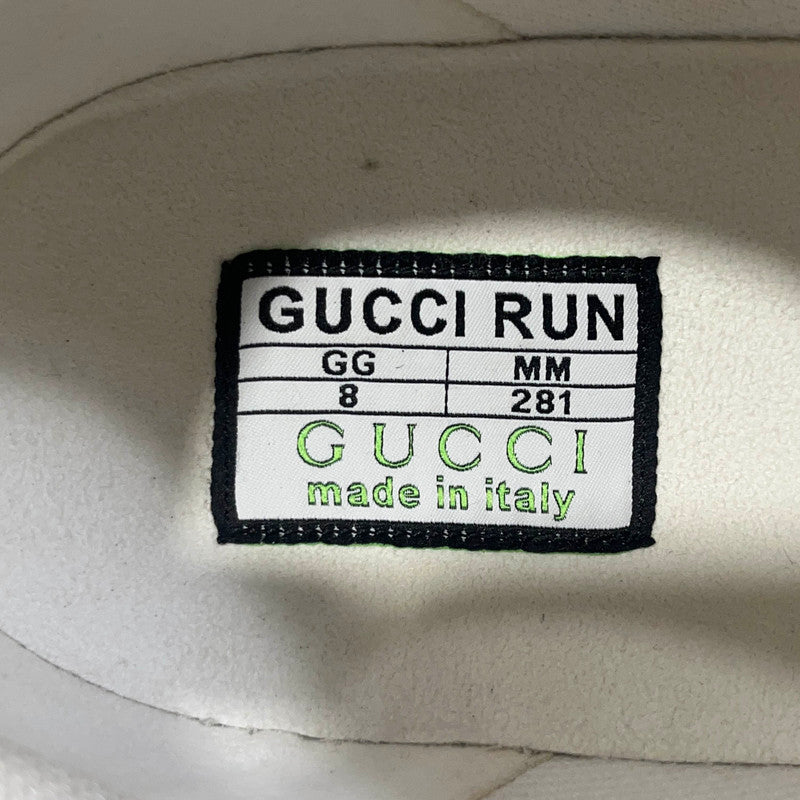 GUCCI RUN
GG MM
8 281
GUCCI
made in italy